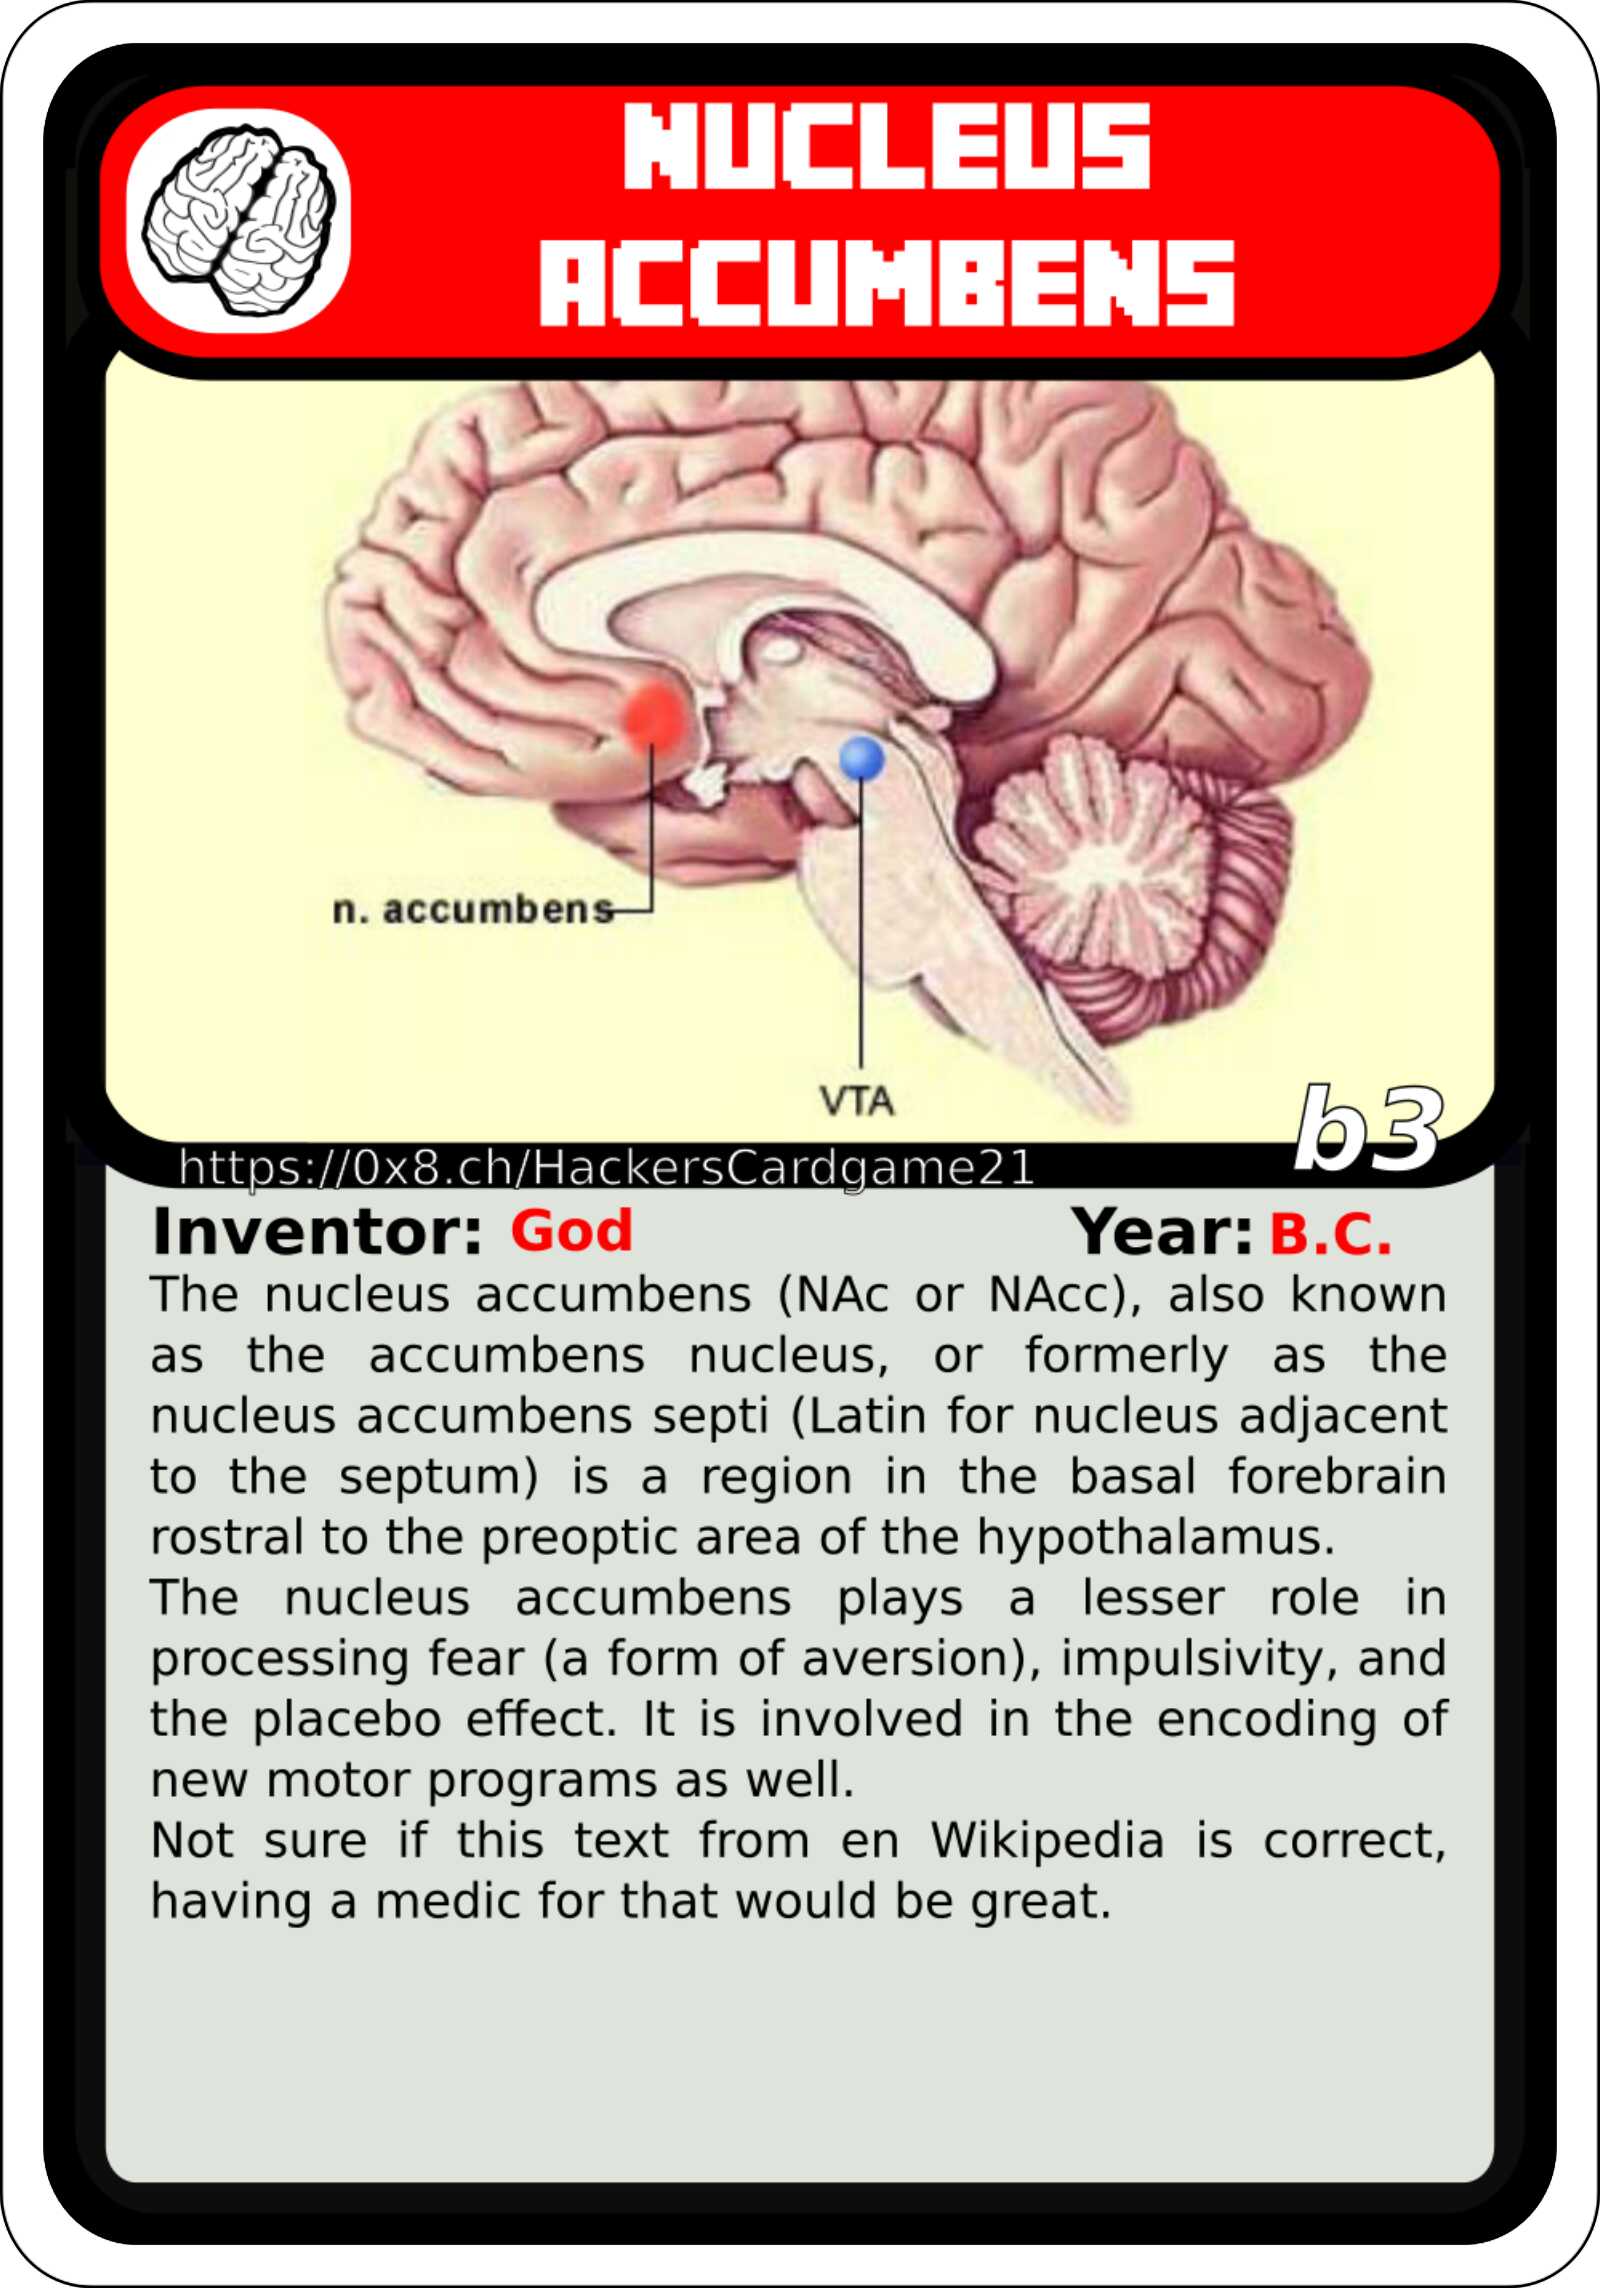 NUCLEUS
ACCUMBENS
n. accumbens
VTA
b3
https://0x8.ch/HackersCardgame21
Inventor: God Year: B.C.
The nucleus accumbens (NAc or NAcc), also known
as the accumbens nucleus, or formerly as the
nucleus accumbens septi (Latin for nucleus adjacent
to the septum) is a region in the basal forebrain
rostral to the preoptic area of the hypothalamus.
The nucleus accumbens plays a lesser role in
processing fear (a form of aversion), impulsivity, and
the placebo effect. It is involved in the encoding of
new motor programs as well.
Not sure if this text from en Wikipedia is correct,
having a medic for that would be great.